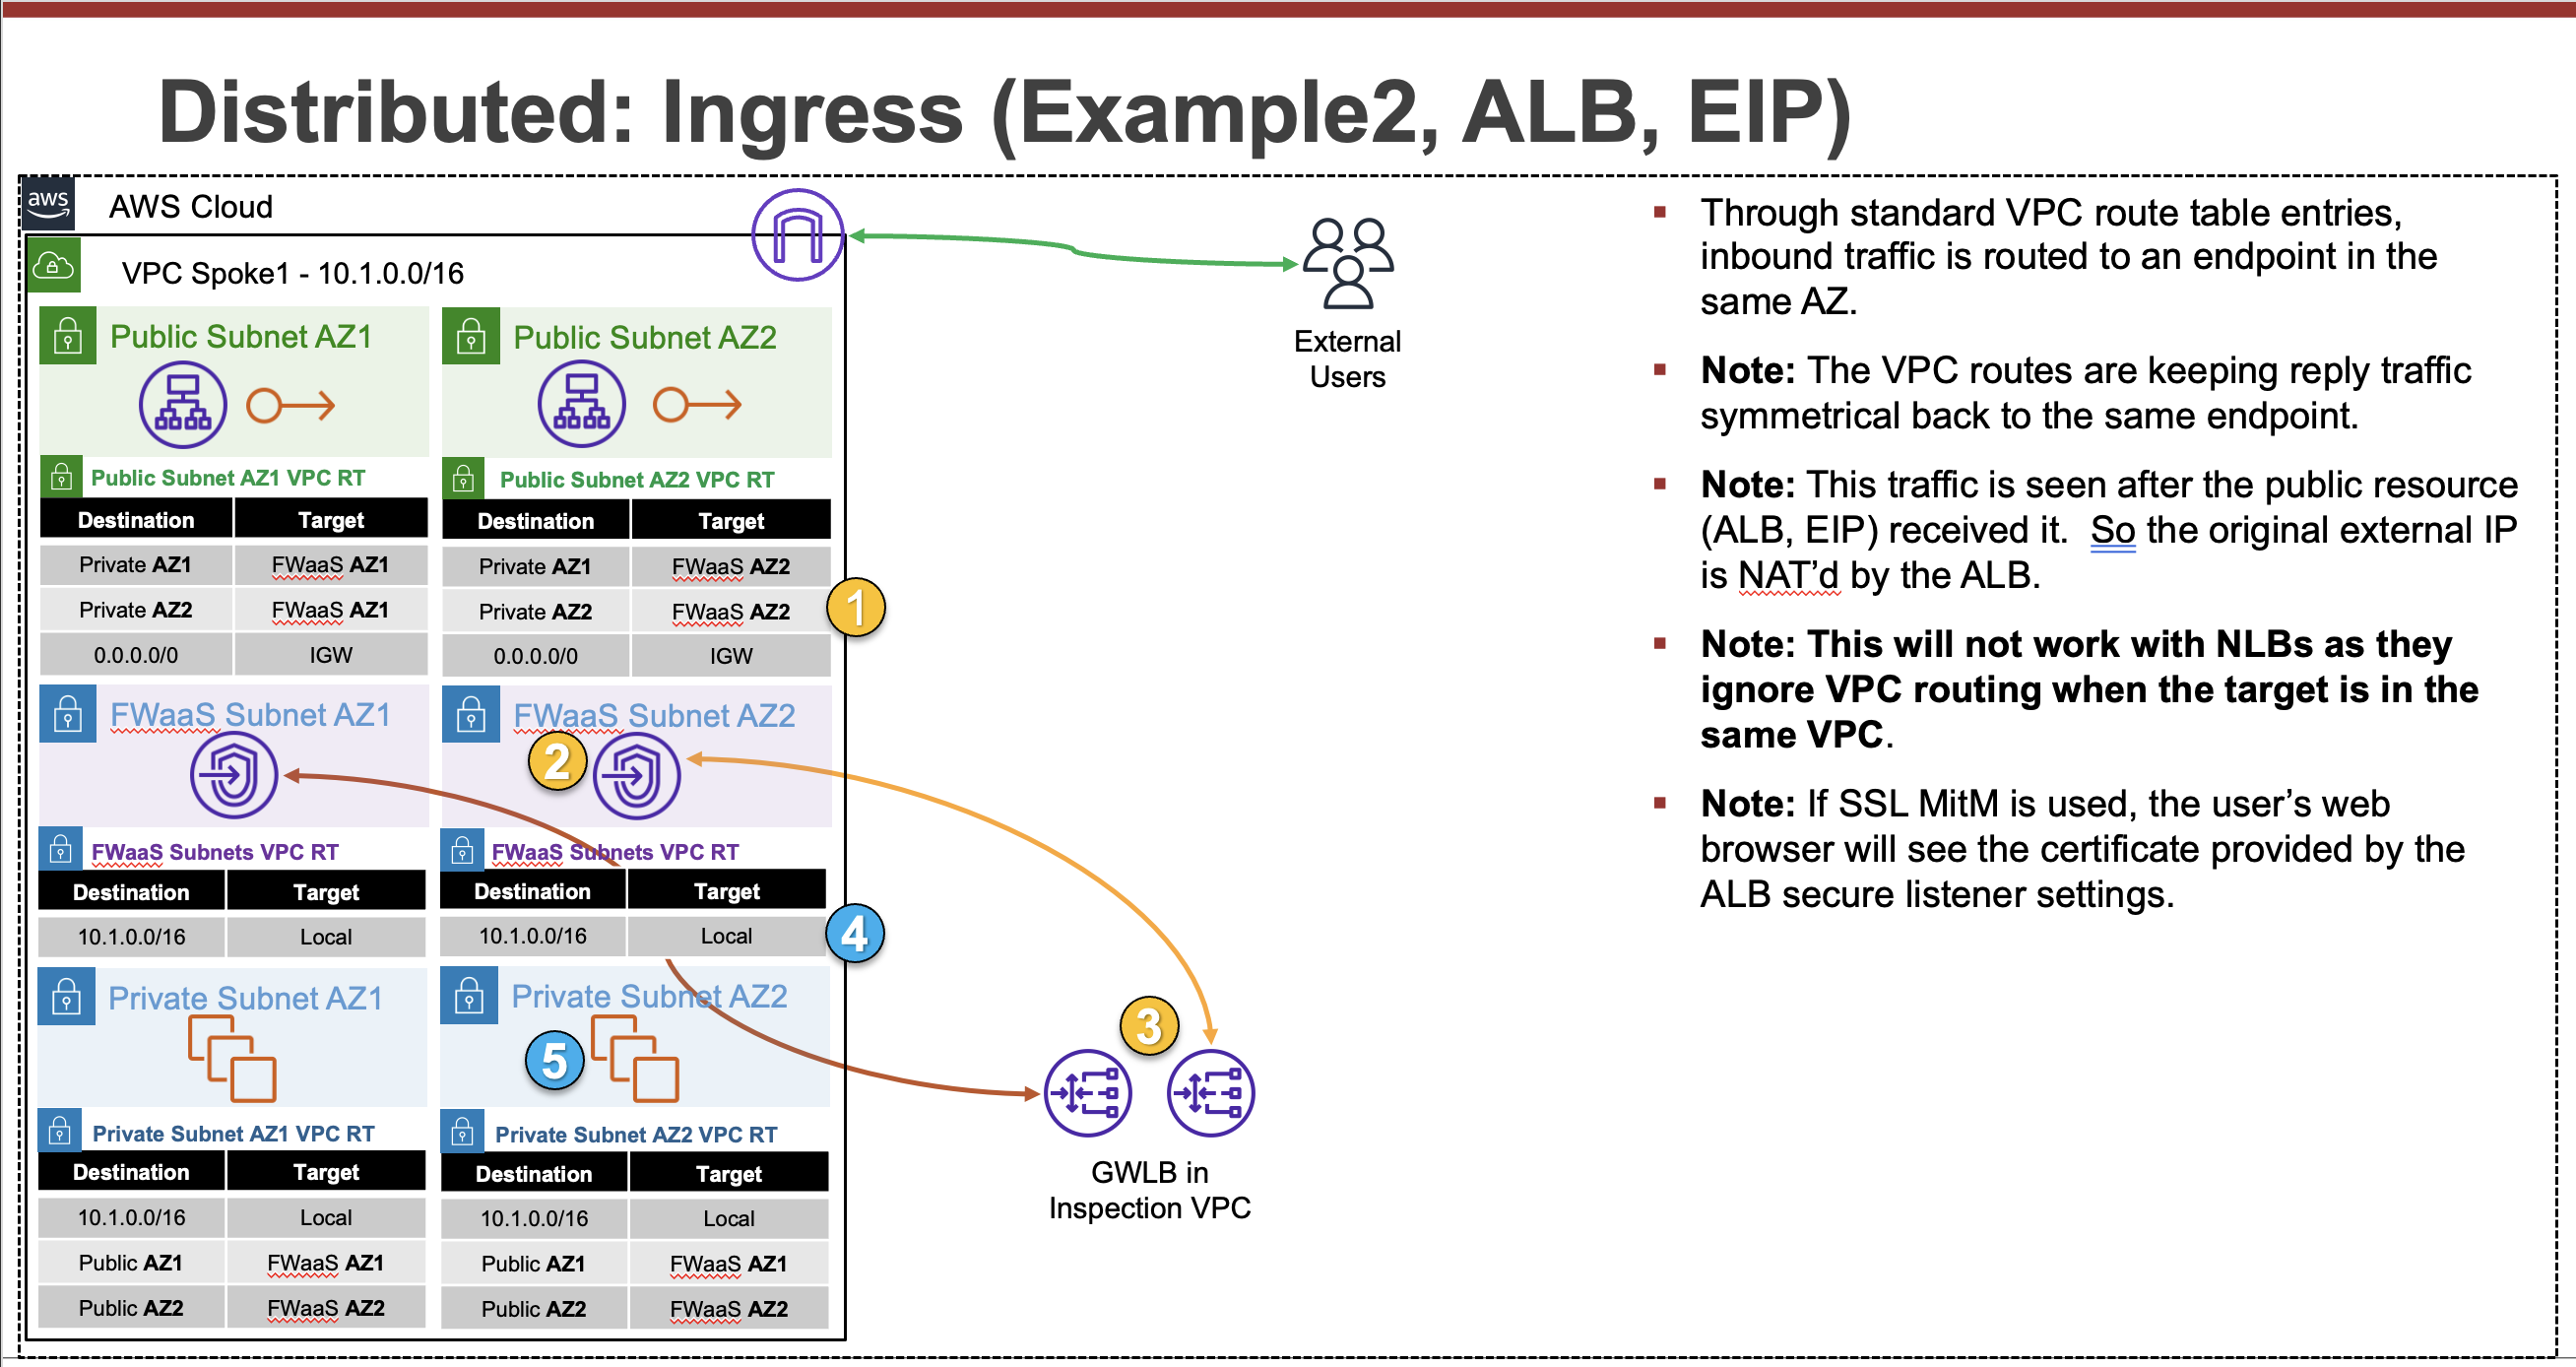 Distributed: Ingress (Example2, ALB, EIP)
aws
AWS Cloud
VPC Spoke1 - 10.1.0.0/16
Public Subnet AZ1
Public Subnet AZ2
Public Subnet AZ1 VPC RT
Destination Target
Private AZ1 FWaaS AZ1
Private AZ2 FWaaS AZ1
0.0.0.0/0 IGW
Public Subnet AZ2 VPC RT
Destination Target
Private AZ1 FWaaS AZ2
Private AZ2 FWaaS AZ2
0.0.0.0/0 IGW
1
FWaaS Subnet AZ1
FWaaS Subnet AZ2
2
FWaaS Subnets VPC RT
Destination Target
10.1.0.0/16 Local
FWaaS Subnets VPC RT
Destination Target
10.1.0.0/16 Local
4
Private Subnet AZ1
Private Subnet AZ2
5
Private Subnet AZ1 VPC RT
Destination Target
10.1.0.0/16 Local
Public AZ1 FWaaS AZ1
Public AZ2 FWaaS AZ2
Private Subnet AZ2 VPC RT
Destination Target
10.1.0.0/16 Local
Public AZ1 FWaaS AZ1
Public AZ2 FWaaS AZ2
External
Users
3
GWLB in
Inspection VPC
Through standard VPC route table entries,
inbound traffic is routed to an endpoint in the
same AZ.
Note: The VPC routes are keeping reply traffic
symmetrical back to the same endpoint.
Note: This traffic is seen after the public resource
(ALB, EIP) received it.  So the original external IP
is NAT’d by the ALB.
Note: This will not work with NLBs as they
ignore VPC routing when the target is in the
same VPC.
Note: If SSL MitM is used, the user’s web
browser will see the certificate provided by the
ALB secure listener settings.